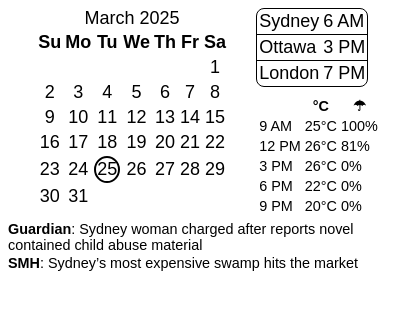 March 2025
Su Mo Tu We Th Fr Sa
1
2 3 4 5 6 7 8
9 10 11 12 13 14 15
16 17 18 19 20 21 22
23 24 25 26 27 28 29
30 31
Sydney 6 AM
Ottawa 3 PM
London 7 PM
°C ☂
9 AM 25°C 100%
12 PM 26°C 81%
3 PM 26°C 0%
6 PM 22°C 0%
9 PM 20°C 0%
Guardian: Sydney woman charged after reports novel
contained child abuse material
SMH: Sydney’s most expensive swamp hits the market